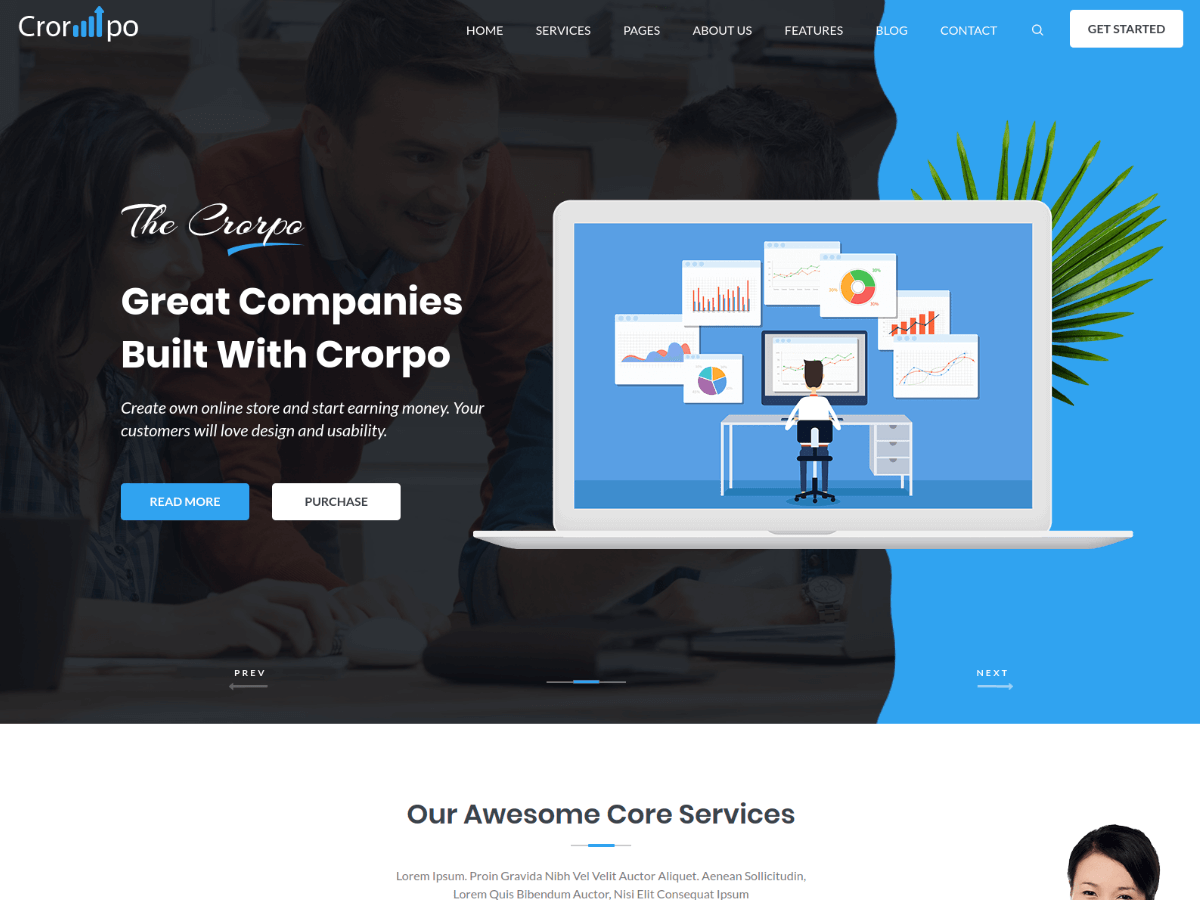 Crorpo
HOME SERVICES PAGES ABOUT US FEATURES BLOG CONTACT GET STARTED
The Crorpo
Great Companies
Built With Crorpo
Create own online store and start earning money. Your
customers will love design and usability.
READ MORE PURCHASE
PREV NEXT
Our Awesome Core Services
Lorem Ipsum. Proin Gravida Nibh Vel Velit Auctor Aliquet. Aenean Sollicitudin,
Lorem Quis Bibendum Auctor, Nisi Elit Consequat Ipsum